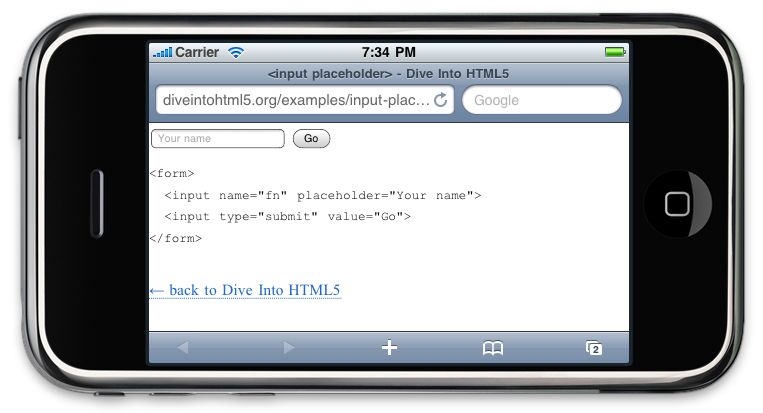 Carrier 7:34 PM
<input placeholder> - Dive Into HTML5
diveintohtml5.org/examples/input-plac... Google
Your name Go
<form>
<input name="fn" placeholder="Your name">
<input type="submit" value="Go">
</form>
← back to Dive Into HTML5
2